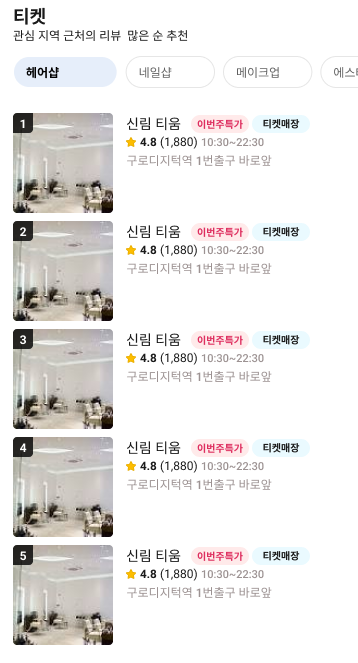 티켓
관심 지역 근처의 리뷰 많은 순 추천
헤어샵 네일샵 메이크업
1 신림 티움 이번주특가 티켓매장
4.8 (1,880) 10:30~22:30
구로디지턱역 1번출구 바로앞
2 신림 티움 이번주특가 티켓매장
4.8 (1,880) 10:30~22:30
구로디지턱역 1번출구 바로앞
3 신림 티움 이번주특가 티켓매장
4.8 (1,880) 10:30~22:30
구로디지턱역 1번출구 바로앞
4 신림 티움 이번주특가 티켓매장
4.8 (1,880) 10:30~22:30
구로디지턱역 1번출구 바로앞
5 신림 티움 이번주특가 티켓매장
4.8 (1,880) 10:30~22:30
구로디지턱역 1번출구 바로앞